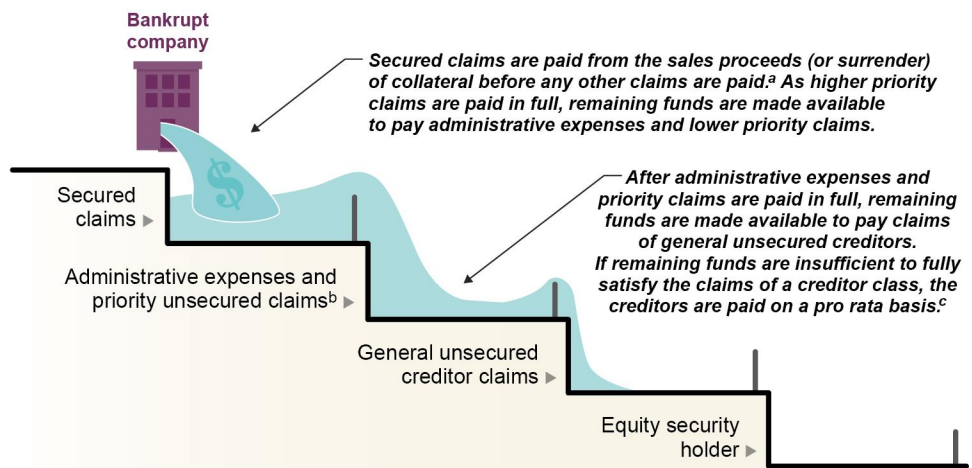 Bankrupt
company
Secured claims are paid from the sales proceeds (or surrender)
of collateral before any other claims are paid.ª As higher priority
claims are paid in full, remaining funds are made available
to pay administrative expenses and lower priority claims.
$
After administrative expenses and
priority claims are paid in full, remaining
funds are made available to pay claims
of general unsecured creditors.
If remaining funds are insufficient to fully
satisfy the claims of a creditor class, the
creditors are paid on a pro rata basis.ᶜ
Secured
claims
Administrative expenses and
priority unsecured claimsᵇ
General unsecured
creditor claims
Equity security
holder